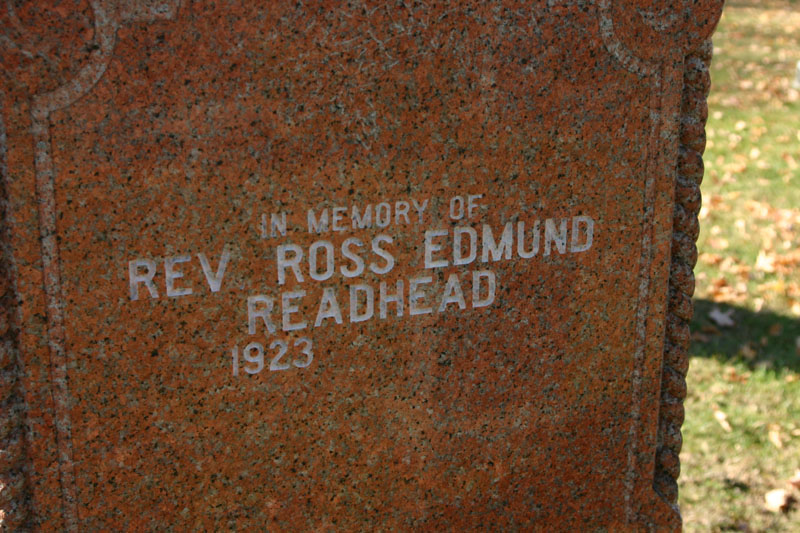 IN MEMORY OF
REV ROSS EDMUND
READHEAD
1923